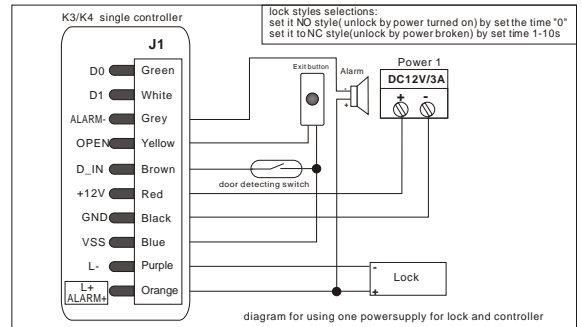 K3/K4 single controller
lock styles selections:
set it NO style( unlock by power turned on) by set the time "0"
set it to NC style(unlock by power broken) by set time 1-10s
J1
Exit button
Alarm
-
+
Power 1
DC12V/3A
+ -
D0 Green
D1 White
ALARM- Grey
OPEN Yellow
D_IN Brown
door detecting switch
+12V Red
GND Black
VSS Blue
L- Purple
-
Lock
+
L+
ALARM+
Orange
diagram for using one powersupply for lock and controller